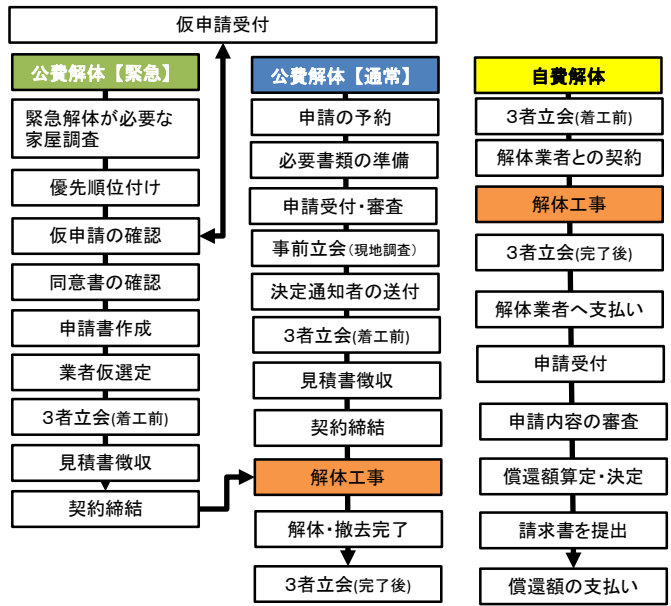 仮申請受付
公費解体【緊急】
緊急解体が必要な
家屋調査
優先順位付け
仮申請の確認
同意書の確認
申請書作成
業者仮選定
3者立会(着工前)
見積書徴収
契約締結
公費解体【通常】
申請の予約
必要書類の準備
申請受付・審査
事前立会(現地調査)
決定通知者の送付
3者立会(着工前)
見積書徴収
契約締結
解体工事
解体・撤去完了
3者立会(完了後)
自費解体
3者立会(着工前)
解体業者との契約
解体工事
3者立会(完了後)
解体業者へ支払い
申請受付
申請内容の審査
償還額算定・決定
請求書を提出
償還額の支払い